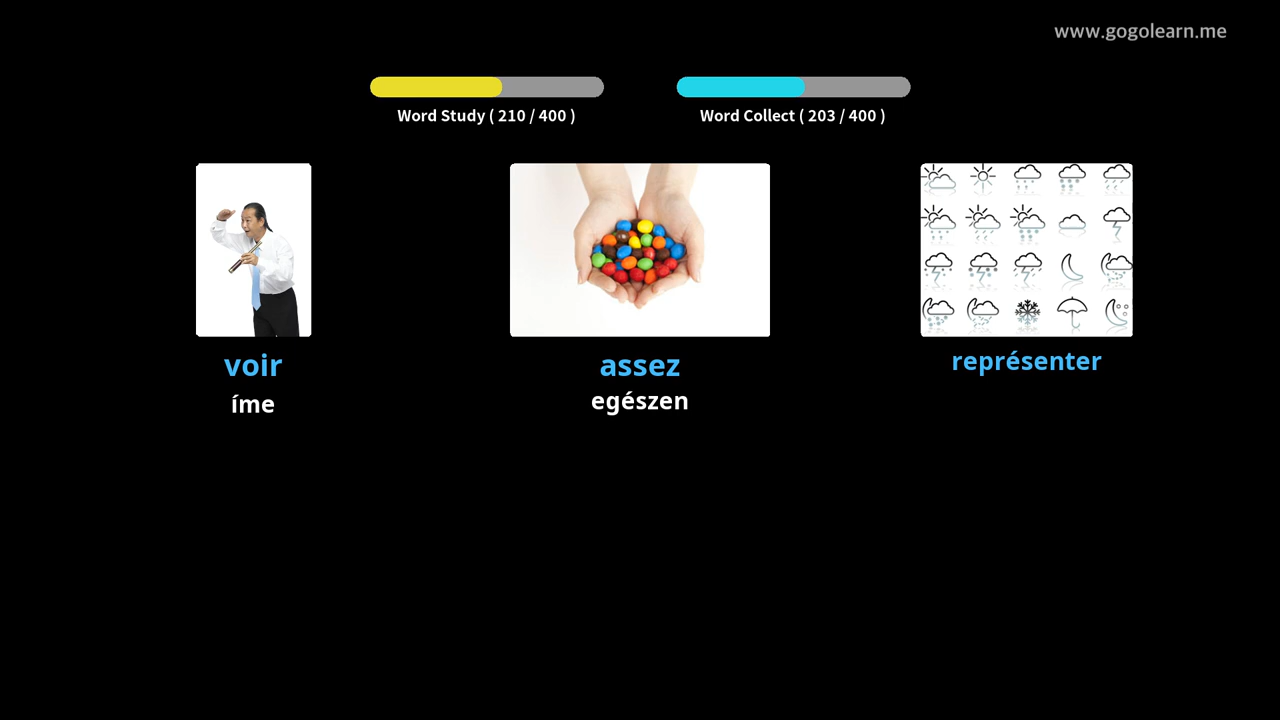 www.gogolearn.me
Word Study ( 210 / 400 )
Word Collect ( 203 / 400 )
voir
assez
représenter
íme
egészen